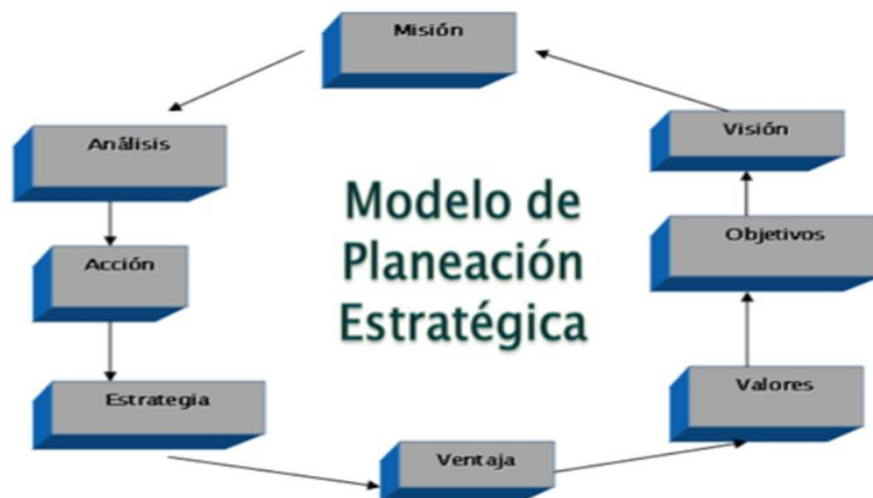 Misión
Análisis
Visión
Modelo de
Planeación
Estratégica
Objetivos
Acción
Valores
Estrategia
Ventaja